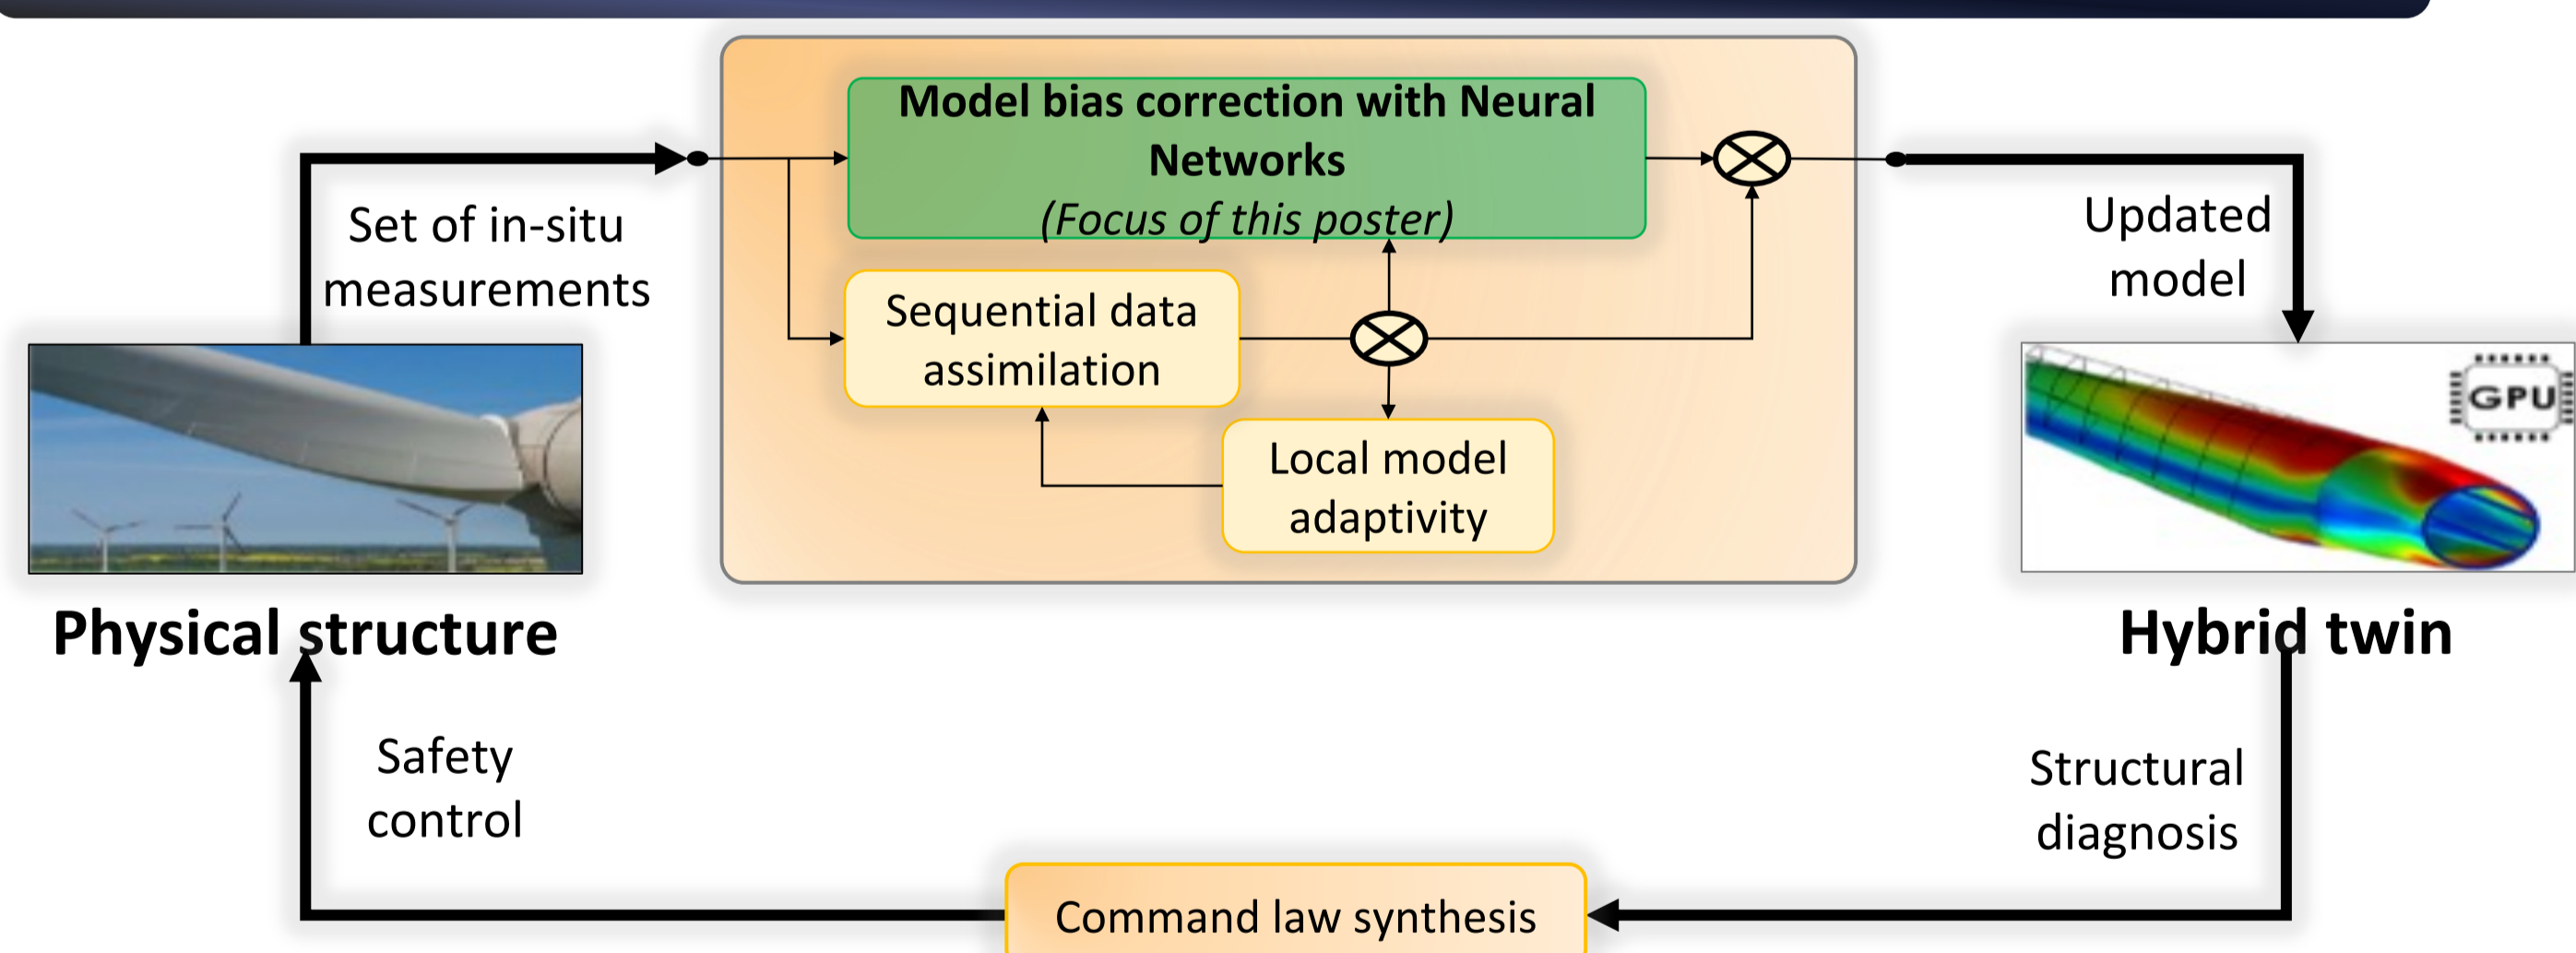 Model bias correction with Neural
Networks
(Focus of this poster)
Set of in-situ
measurements
Updated
model
Sequential data
assimilation
Local model
adaptivity
GPU
Physical structure
Hybrid twin
Safety
control
Structural
diagnosis
Command law synthesis